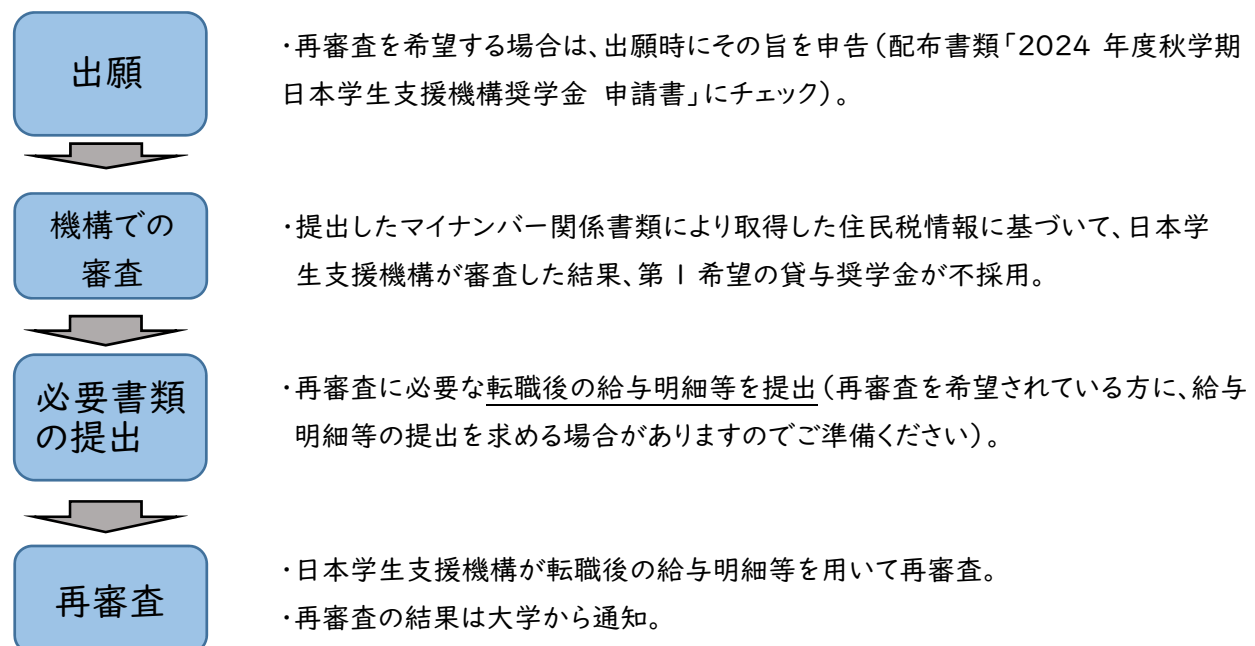 出願
・再審査を希望する場合は、出願時にその旨を申告（配布書類「2024 年度秋学期
日本学生支援機構奨学金 申請書」にチェック）。
機構での
審査
・提出したマイナンバー関係書類により取得した住民税情報に基づいて、日本学
生支援機構が審査した結果、第１希望の貸与奨学金が不採用。
必要書類
の提出
・再審査に必要な転職後の給与明細等を提出（再審査を希望されている方に、給与
明細等の提出を求める場合がありますのでご準備ください）。
再審査
・日本学生支援機構が転職後の給与明細等を用いて再審査。
・再審査の結果は大学から通知。